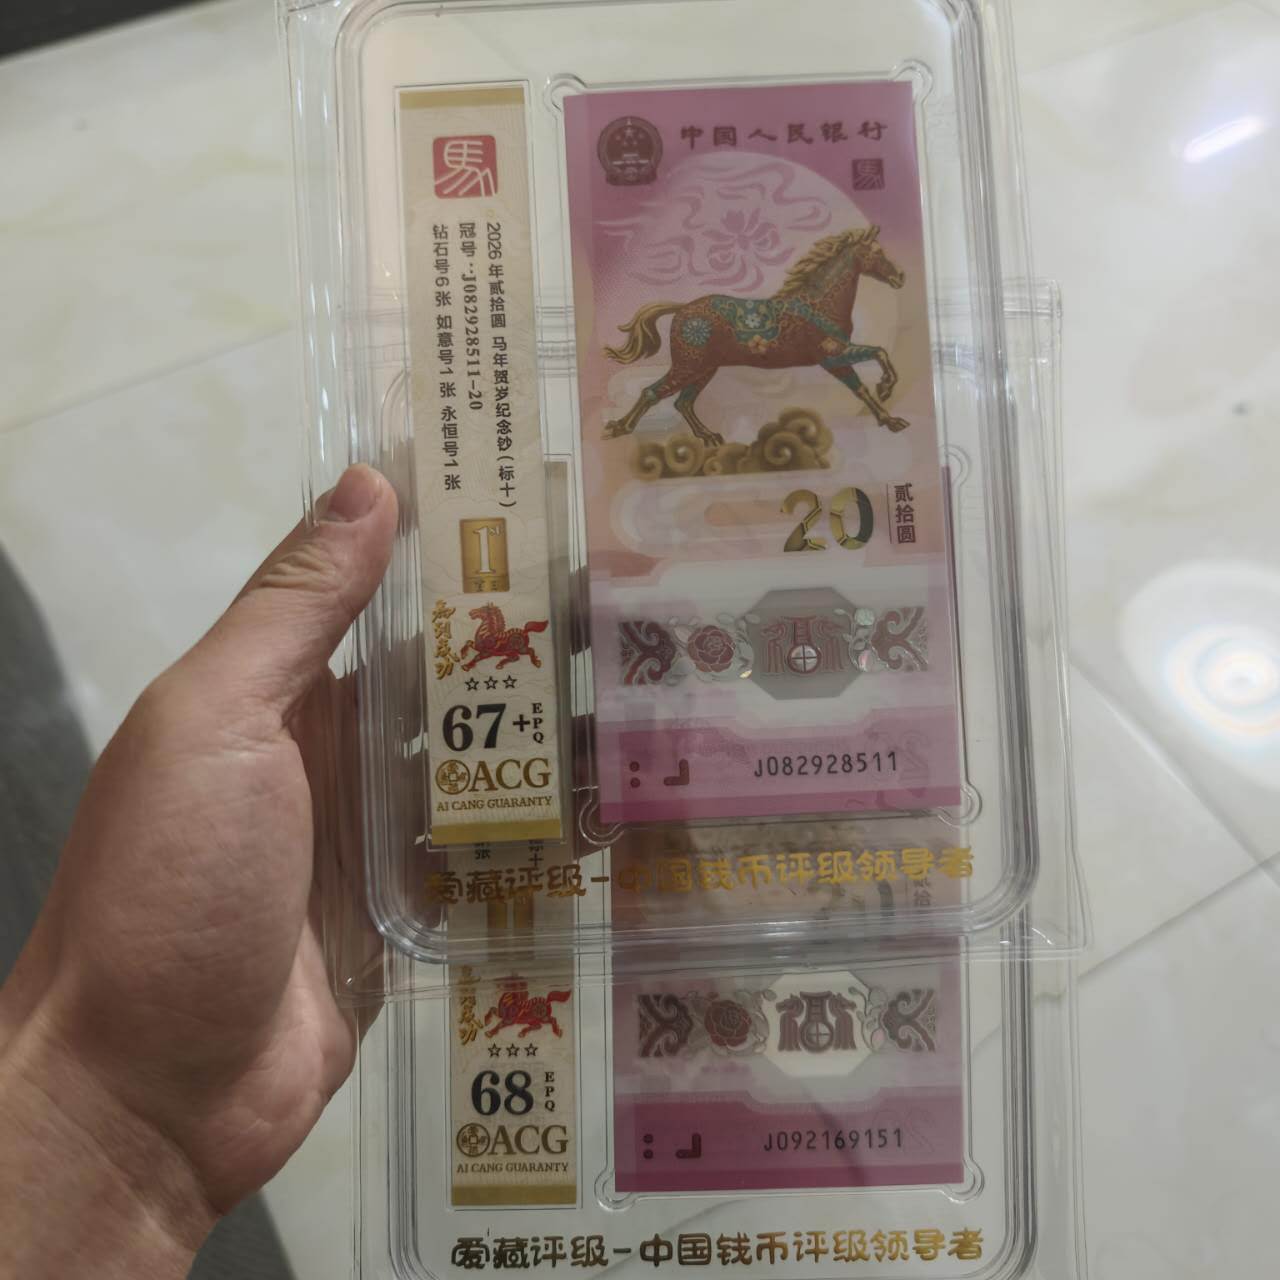 馬
2026年贰拾圆 马年贺岁纪念钞(标十)
冠号:J082928511-20
钻石号6张 如意号1张 永恒号1张
1st
马到成功
☆☆☆
67+
EPQ
ACG
AI CANG GUARANTY
中国人民银行
馬
20
贰拾圆
J082928511
爱藏评级-中国钱币评级领导者
☆☆☆
68
EPQ
ACG
AI CANG GUARANTY
J092169151
爱藏评级-中国钱币评级领导者